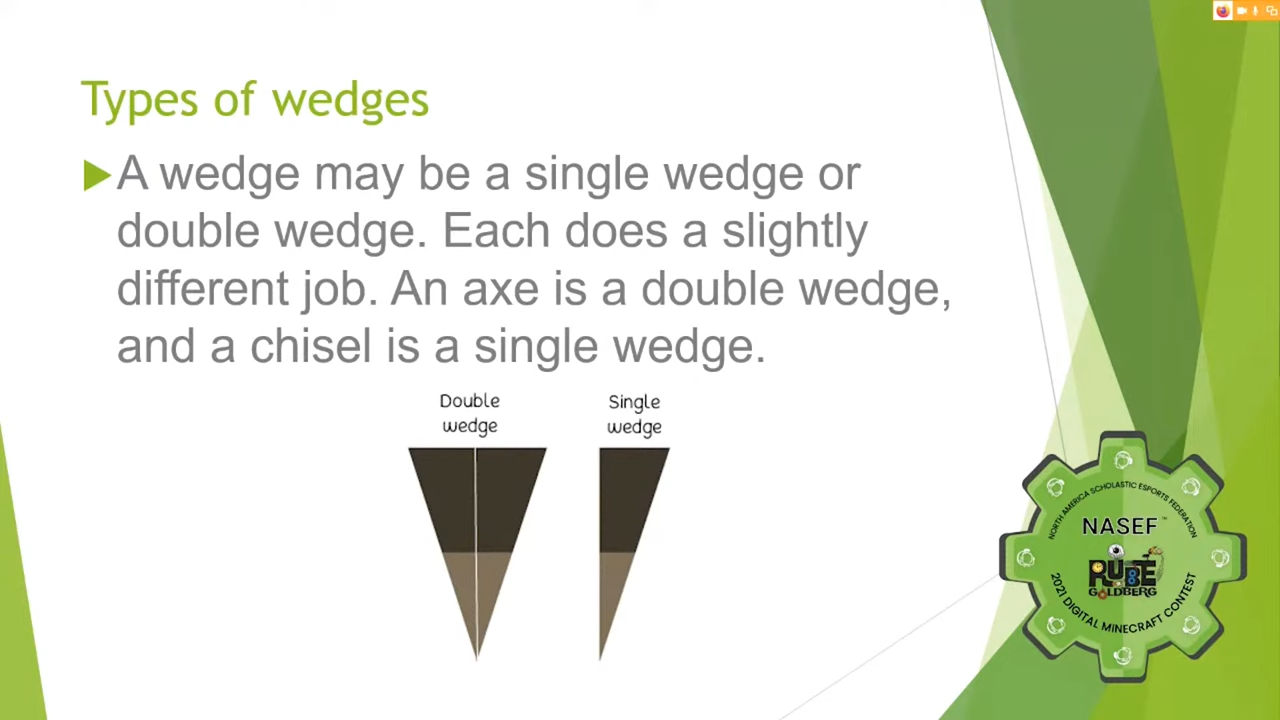 Types of wedges
A wedge may be a single wedge or
double wedge. Each does a slightly
different job. An axe is a double wedge,
and a chisel is a single wedge.
Double
wedge
Single
wedge
NORTH AMERICA SCHOLASTIC ESPORTS FEDERATION
NASEF™
RUBE
GOLDBERG
2021 DIGITAL MINECRAFT CONTEST